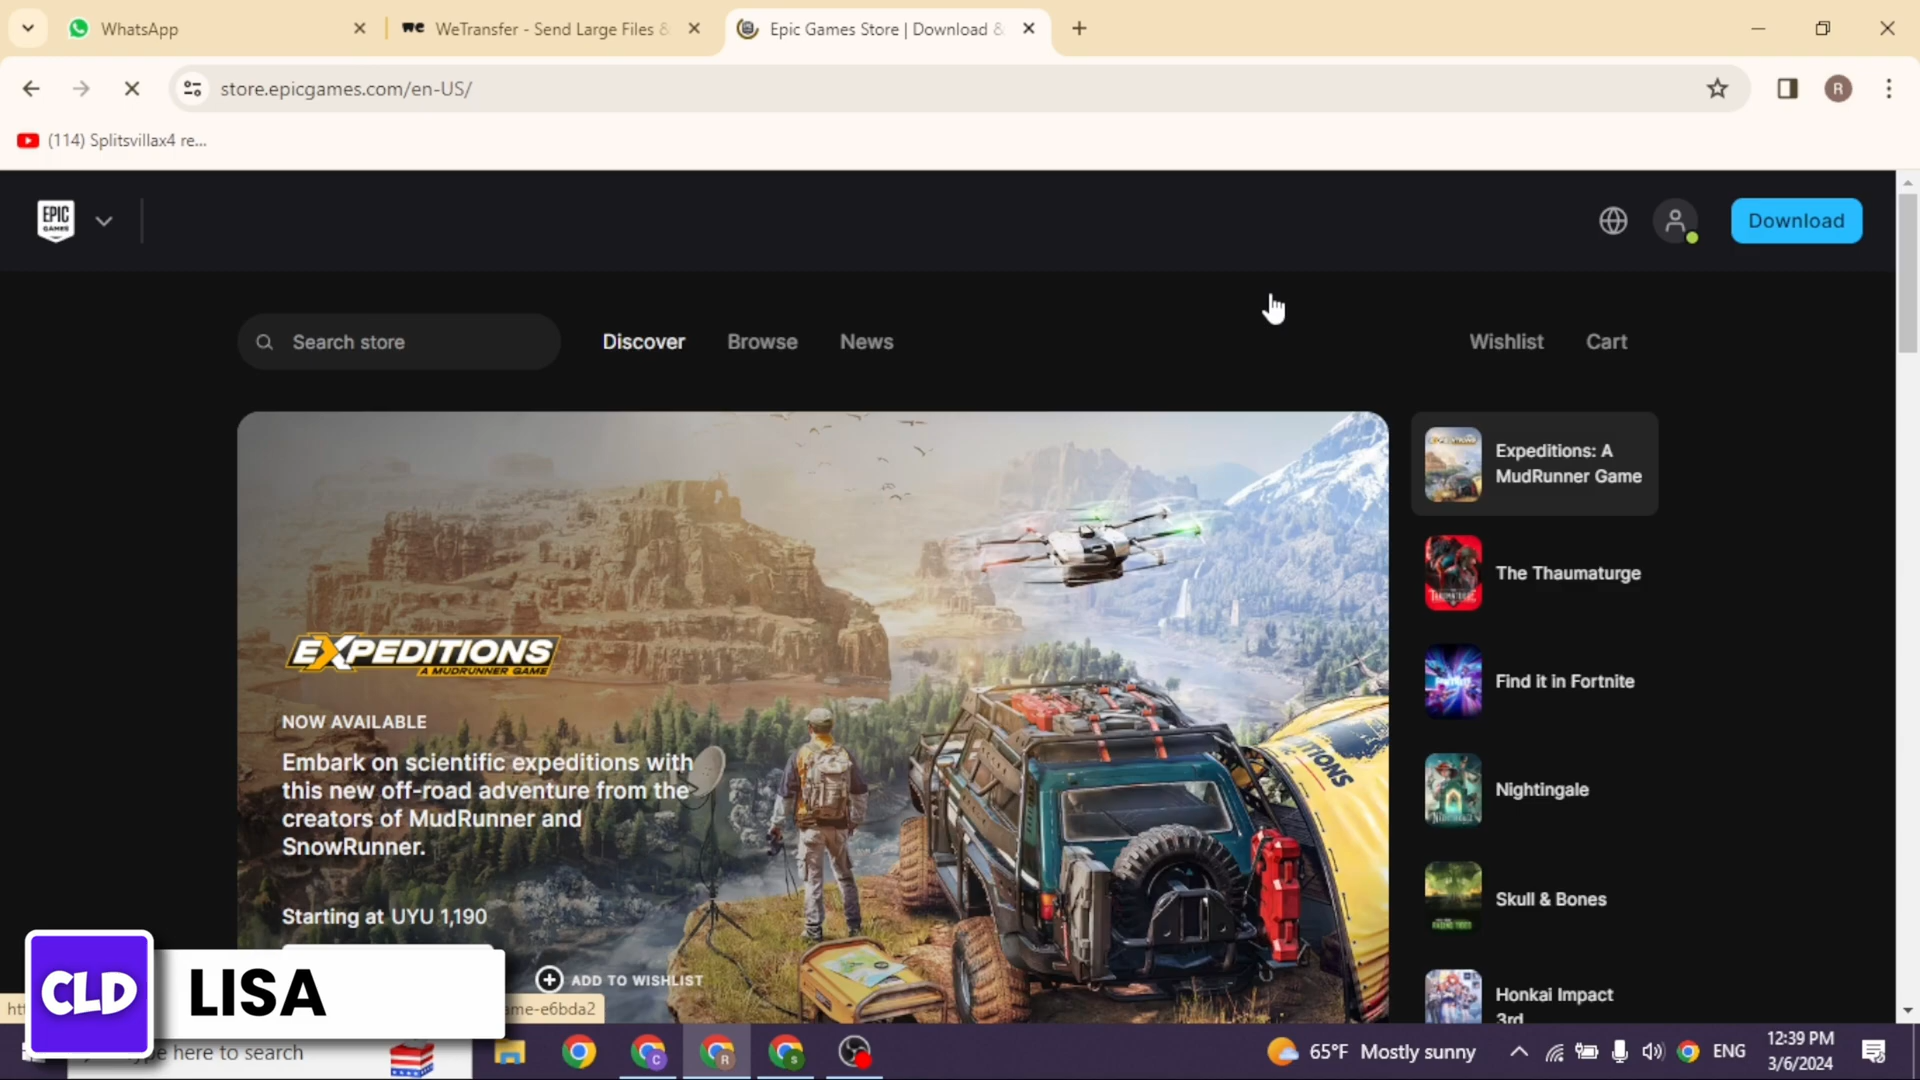 WhatsApp
WeTransfer - Send Large Files &
Epic Games Store | Download &
store.epicgames.com/en-US/
(114) Splitsvillax4 re...
EPIC
GAMES
Download
Search store
Discover
Browse
News
Wishlist
Cart
Expeditions: A
MudRunner Game
The Thaumaturge
Find it in Fortnite
Nightingale
Skull & Bones
Honkai Impact
3rd
EXPEDITIONS
A MUDRUNNER GAME
NOW AVAILABLE
Embark on scientific expeditions with
this new off-road adventure from the
creators of MudRunner and
SnowRunner.
Starting at UYU 1,190
ADD TO WISHLIST
ame-e6bda2
CLD
LISA
ype here to search
65°F Mostly sunny
ENG
12:39 PM
3/6/2024